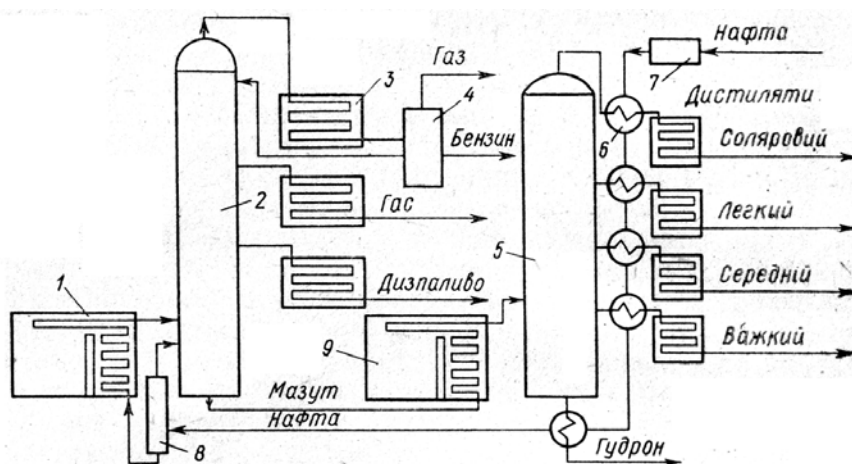 Нафта
7
Газ
3
4
Дистиляти
Бензин
6
Соляровий
2
Гас
Легкий
5
1
Дизпаливо
Середній
9
Важкий
Мазут
Нафта
8
Гудрон